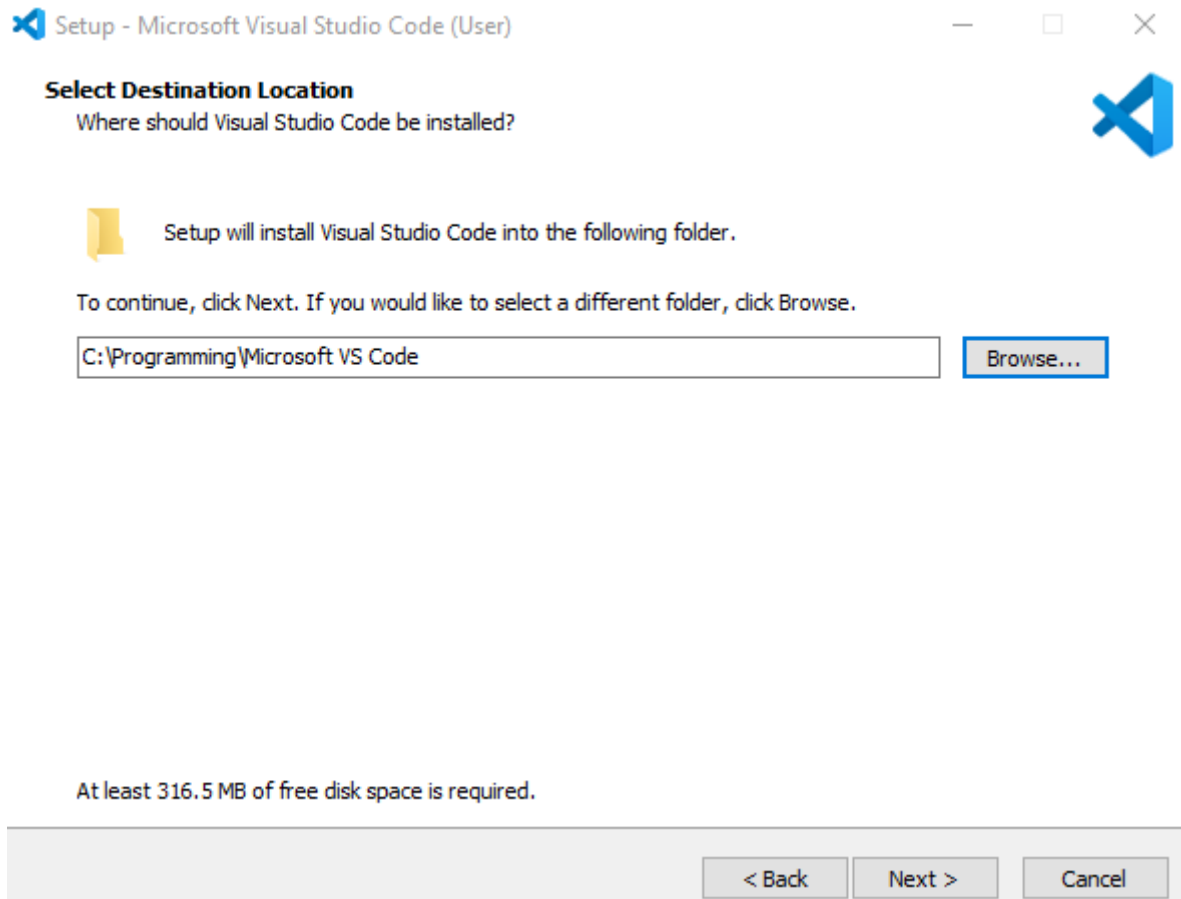 Setup - Microsoft Visual Studio Code (User)
Select Destination Location
Where should Visual Studio Code be installed?
Setup will install Visual Studio Code into the following folder.
To continue, click Next. If you would like to select a different folder, click Browse.
C:\Programming\Microsoft VS Code
Browse...
At least 316.5 MB of free disk space is required.
< Back Next > Cancel